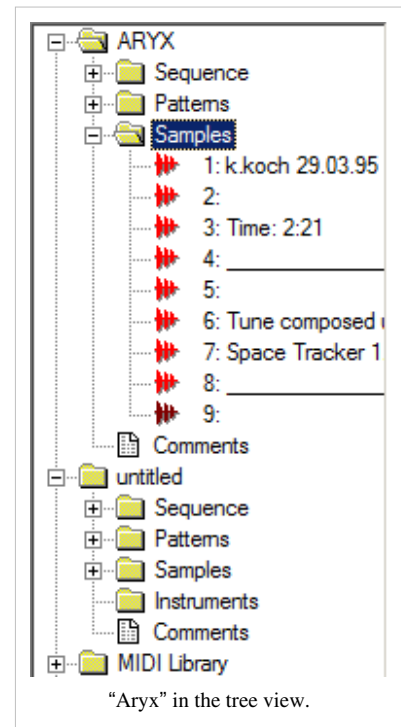 ARYX
Sequence
Patterns
Samples
1: k.koch 29.03.95
2:
3: Time: 2:21
4: ____________
5:
6: Tune composed u
7: Space Tracker 1
8: ____________
9:
Comments
untitled
Sequence
Patterns
Samples
Instruments
Comments
MIDI Library
“Aryx” in the tree view.